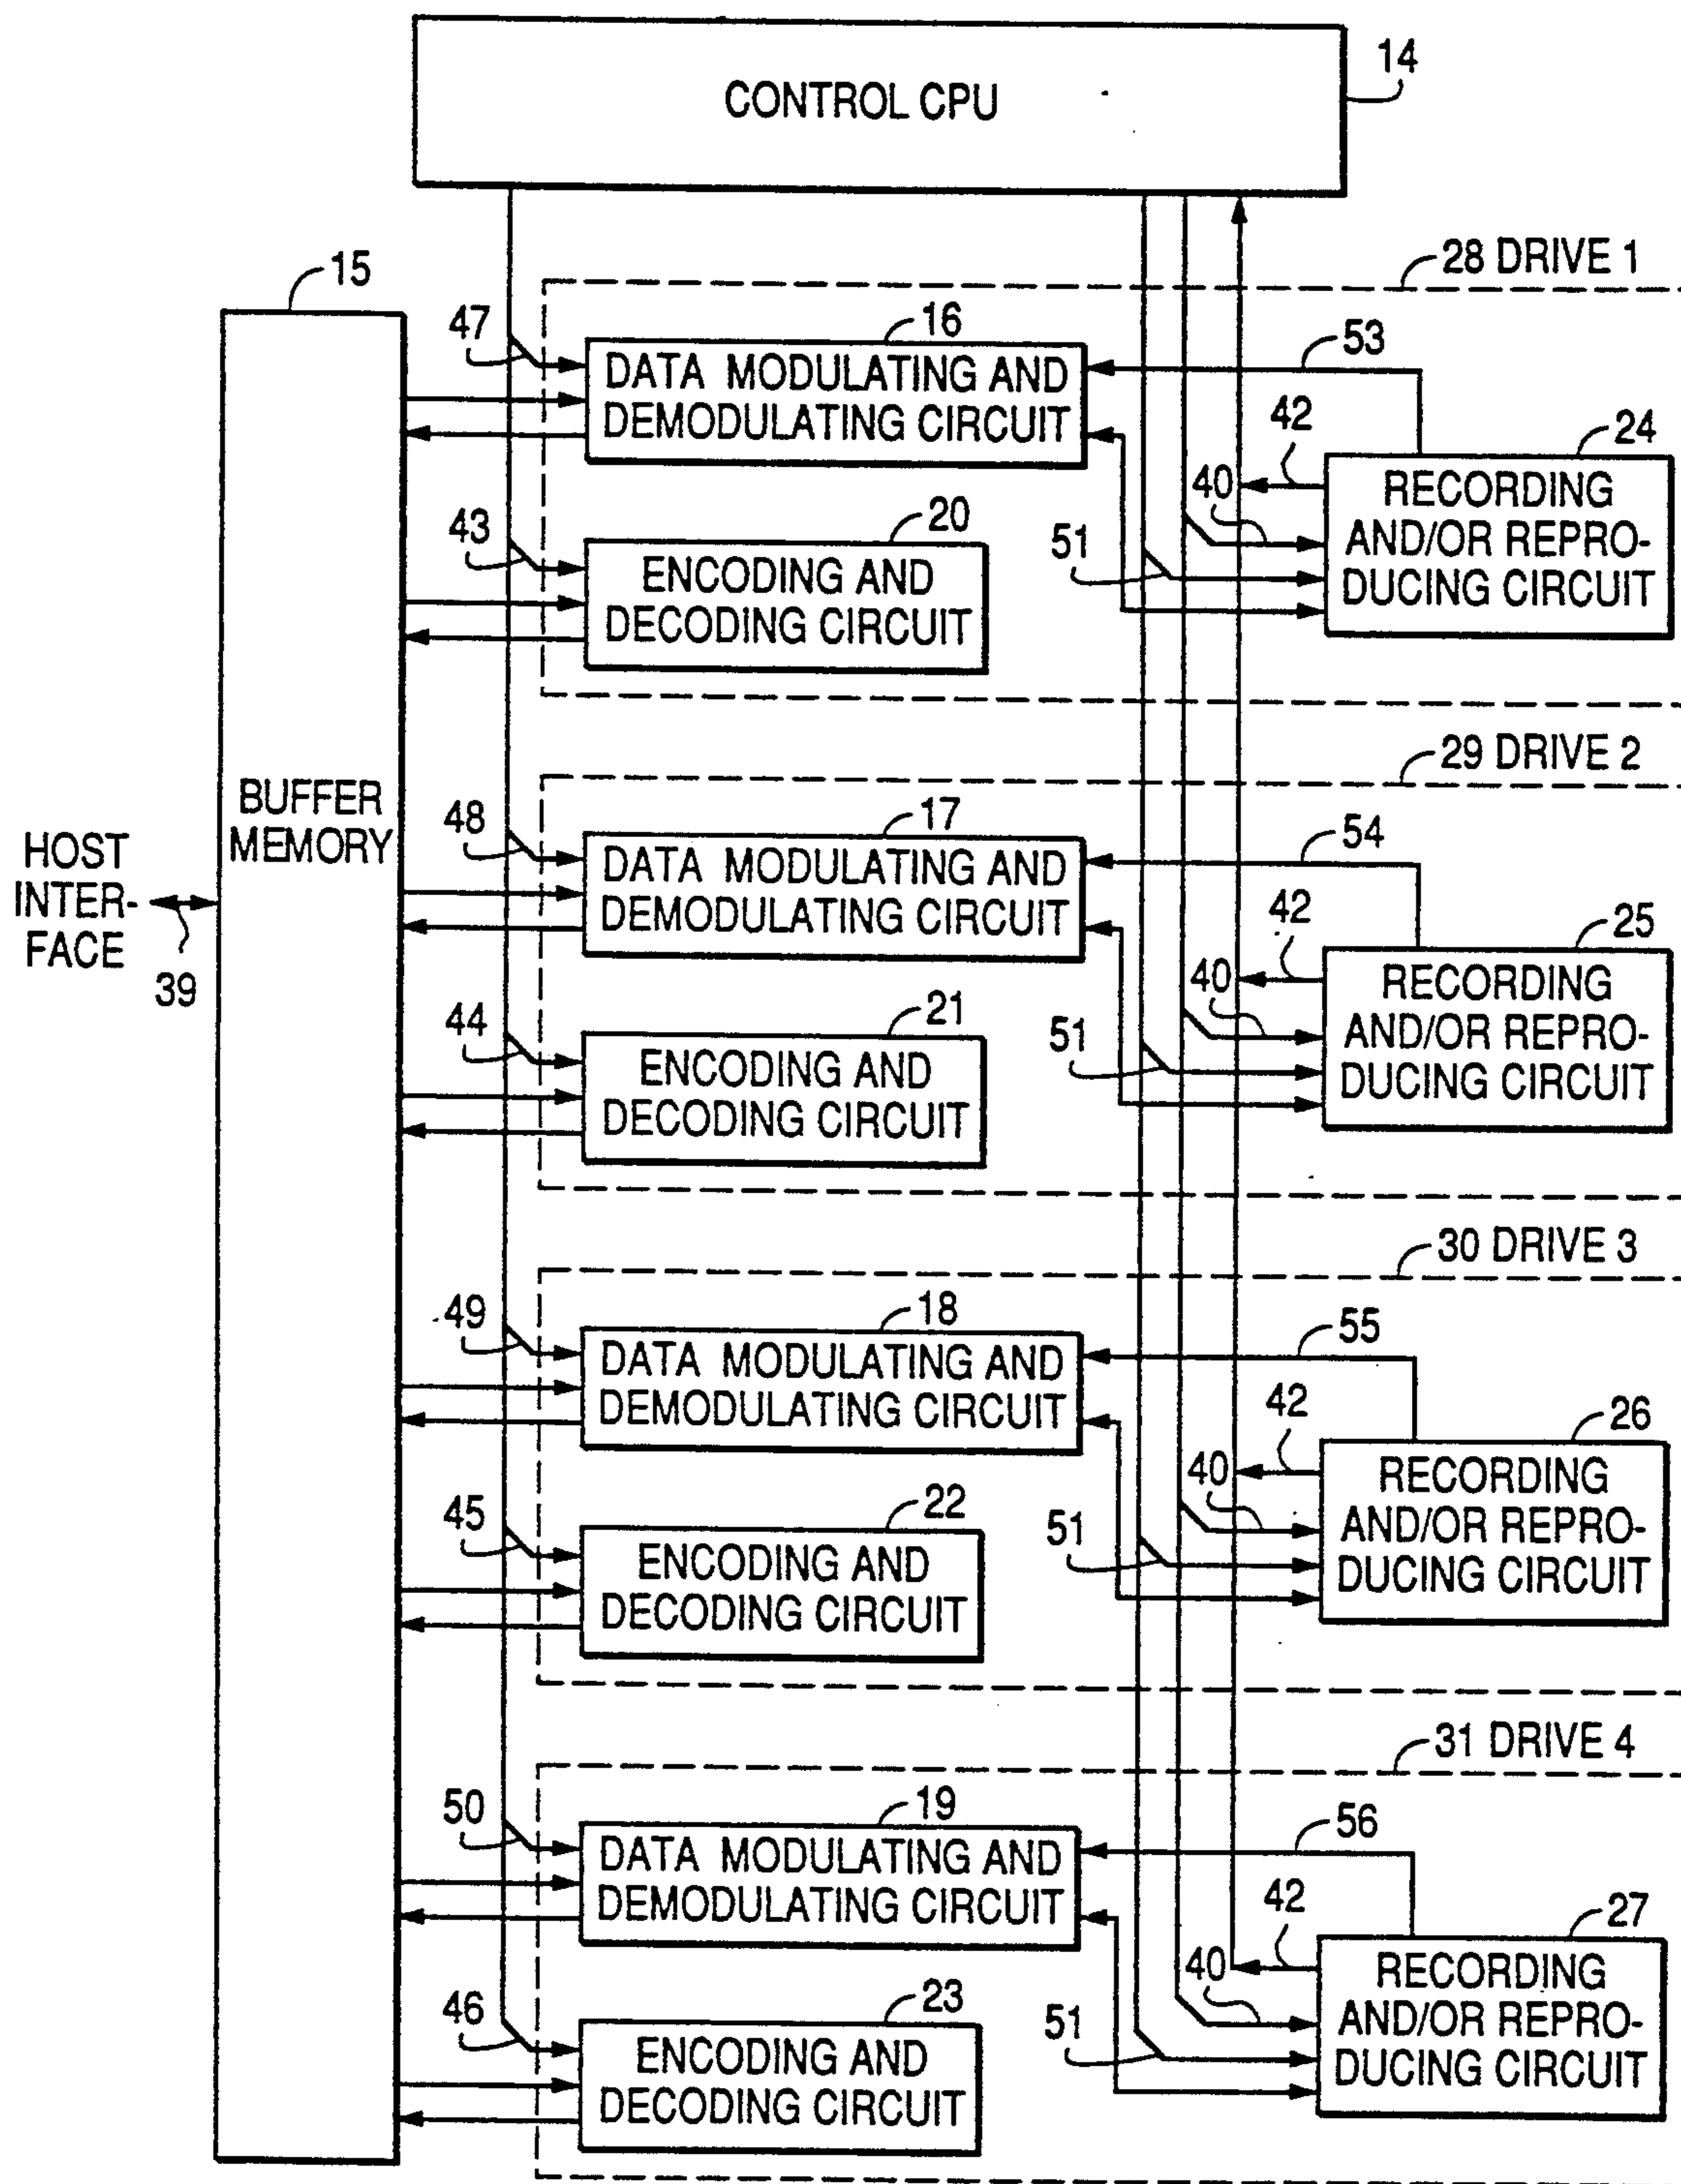 CONTROL CPU
14
15
28 DRIVE 1
47
16
53
DATA MODULATING AND
DEMODULATING CIRCUIT
42
24
40
RECORDING
AND/OR REPRO-
DUCING CIRCUIT
43
20
51
ENCODING AND
DECODING CIRCUIT
29 DRIVE 2
BUFFER
MEMORY
HOST
INTER-
FACE
39
48
17
54
DATA MODULATING AND
DEMODULATING CIRCUIT
42
25
40
RECORDING
AND/OR REPRO-
DUCING CIRCUIT
44
21
51
ENCODING AND
DECODING CIRCUIT
30 DRIVE 3
49
18
55
DATA MODULATING AND
DEMODULATING CIRCUIT
42
26
40
RECORDING
AND/OR REPRO-
DUCING CIRCUIT
45
22
51
ENCODING AND
DECODING CIRCUIT
31 DRIVE 4
50
19
56
DATA MODULATING AND
DEMODULATING CIRCUIT
42
27
40
RECORDING
AND/OR REPRO-
DUCING CIRCUIT
46
23
51
ENCODING AND
DECODING CIRCUIT